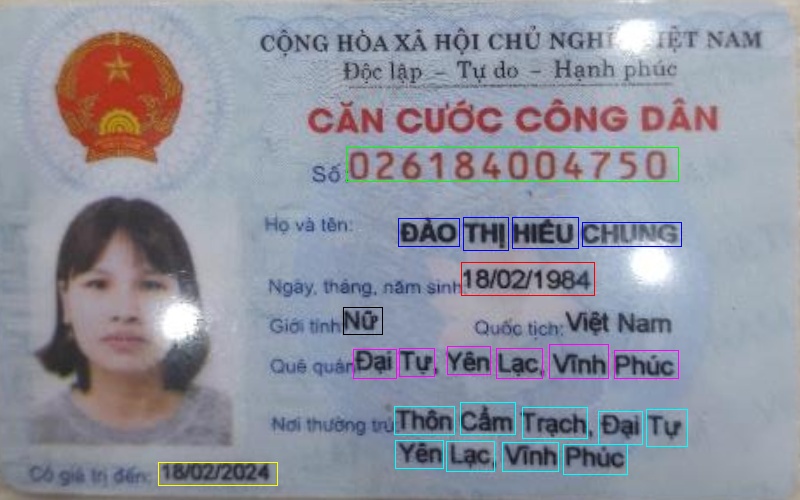 CỘNG HÒA XÃ HỘI CHỦ NGHĨA VIỆT NAM
Độc lập - Tự do - Hạnh phúc
CĂN CƯỚC CÔNG DÂN
Số: 026184004750
Họ và tên: ĐÀO THỊ HIẾU CHUNG
Ngày, tháng, năm sinh: 18/02/1984
Giới tính: Nữ Quốc tịch: Việt Nam
Quê quán: Đại Tự, Yên Lạc, Vĩnh Phúc
Nơi thường trú: Thôn Cẩm Trạch, Đại Tự
Yên Lạc, Vĩnh Phúc
Có giá trị đến: 18/02/2024